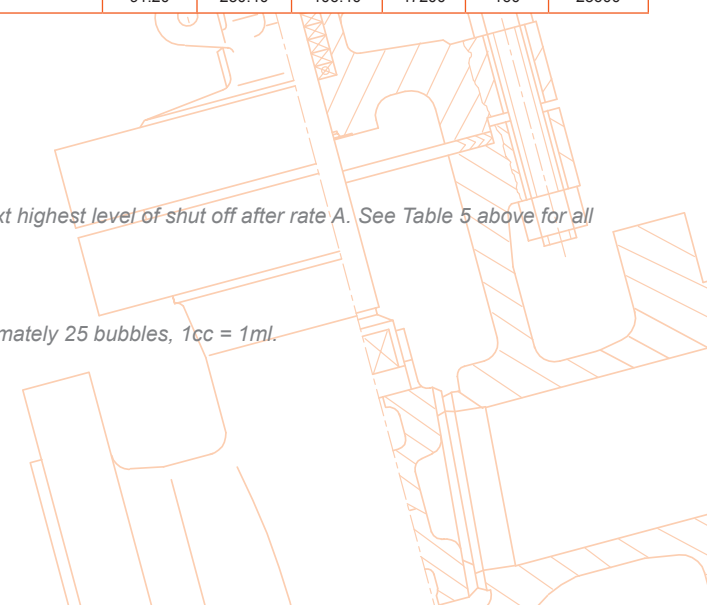 xt highest level of shut off after rate A. See Table 5 above for all
mately 25 bubbles, 1cc = 1ml.